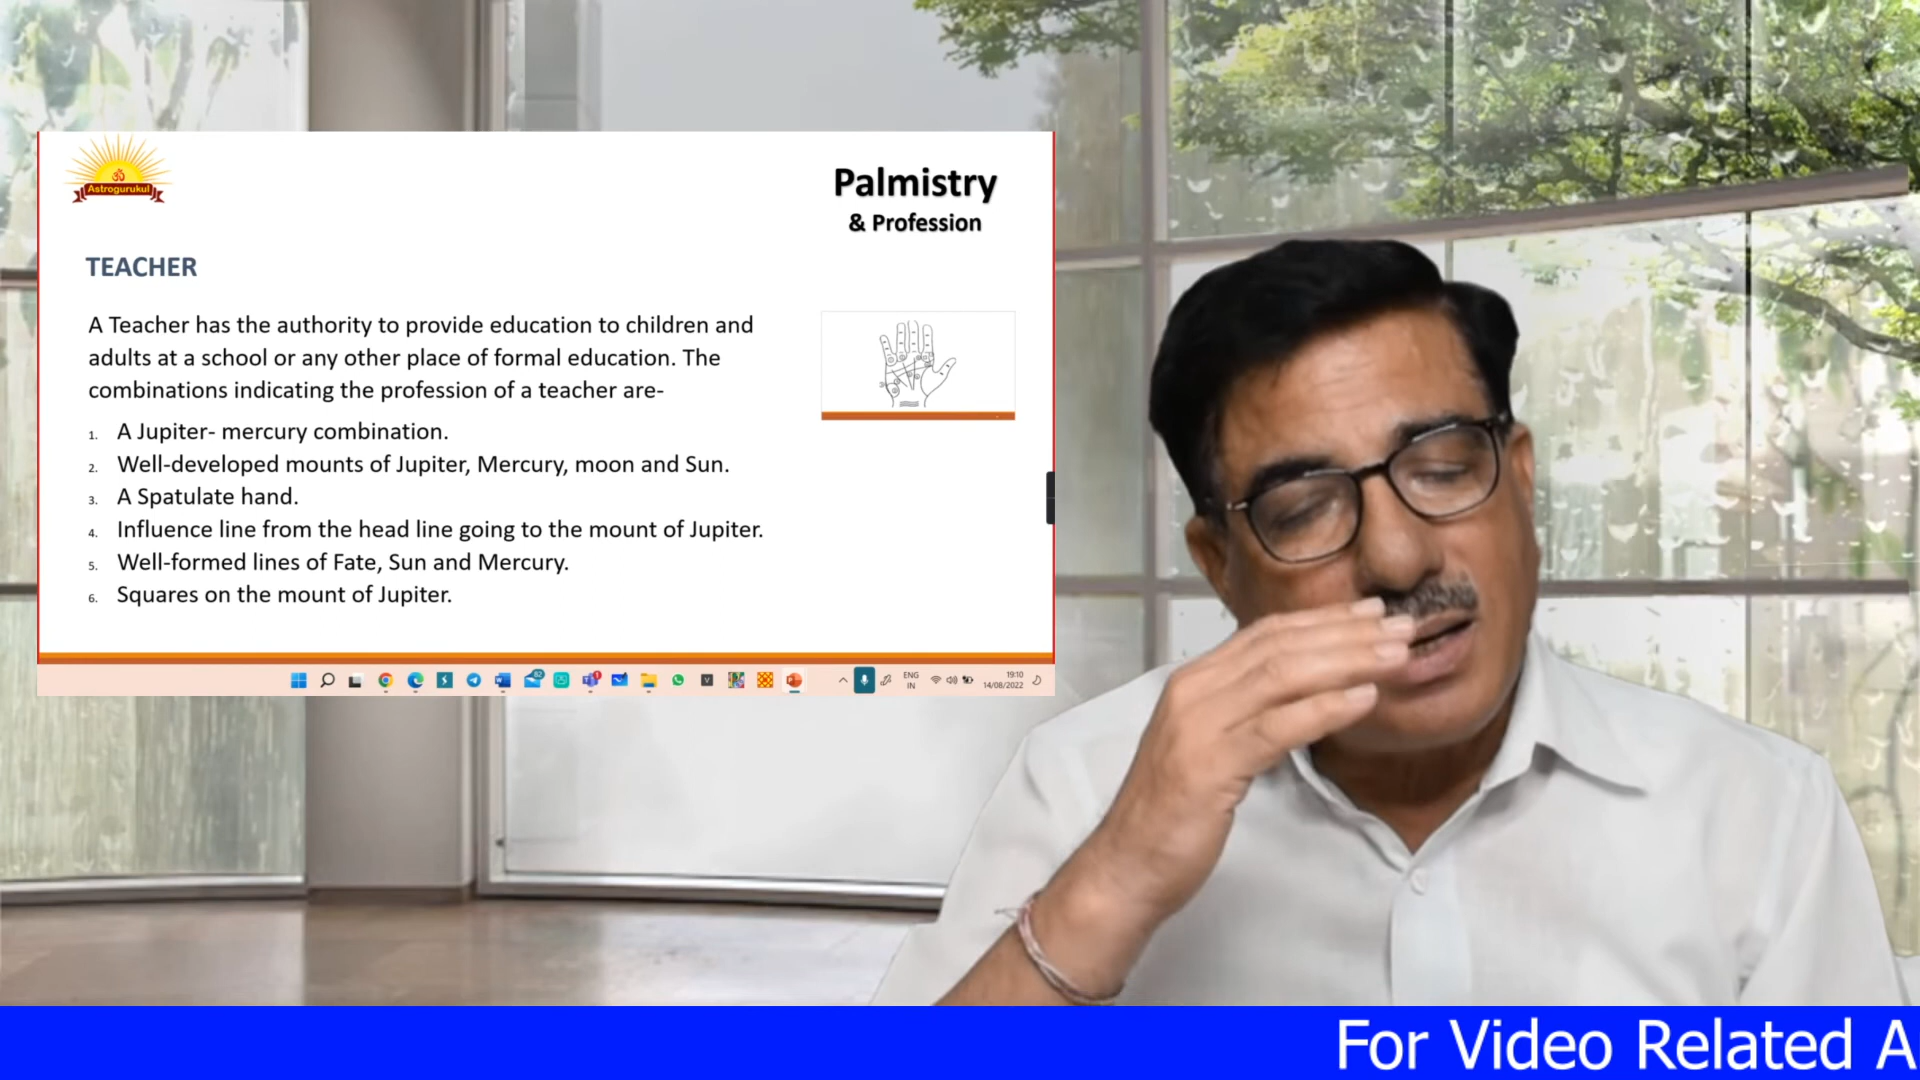 ॐ
Astrogurukul
Palmistry
& Profession
TEACHER
A Teacher has the authority to provide education to children and
adults at a school or any other place of formal education. The
combinations indicating the profession of a teacher are-
1. A Jupiter- mercury combination.
2. Well-developed mounts of Jupiter, Mercury, moon and Sun.
3. A Spatulate hand.
4. Influence line from the head line going to the mount of Jupiter.
5. Well-formed lines of Fate, Sun and Mercury.
6. Squares on the mount of Jupiter.
ENG
IN
19:10
14/08/2022
For Video Related A